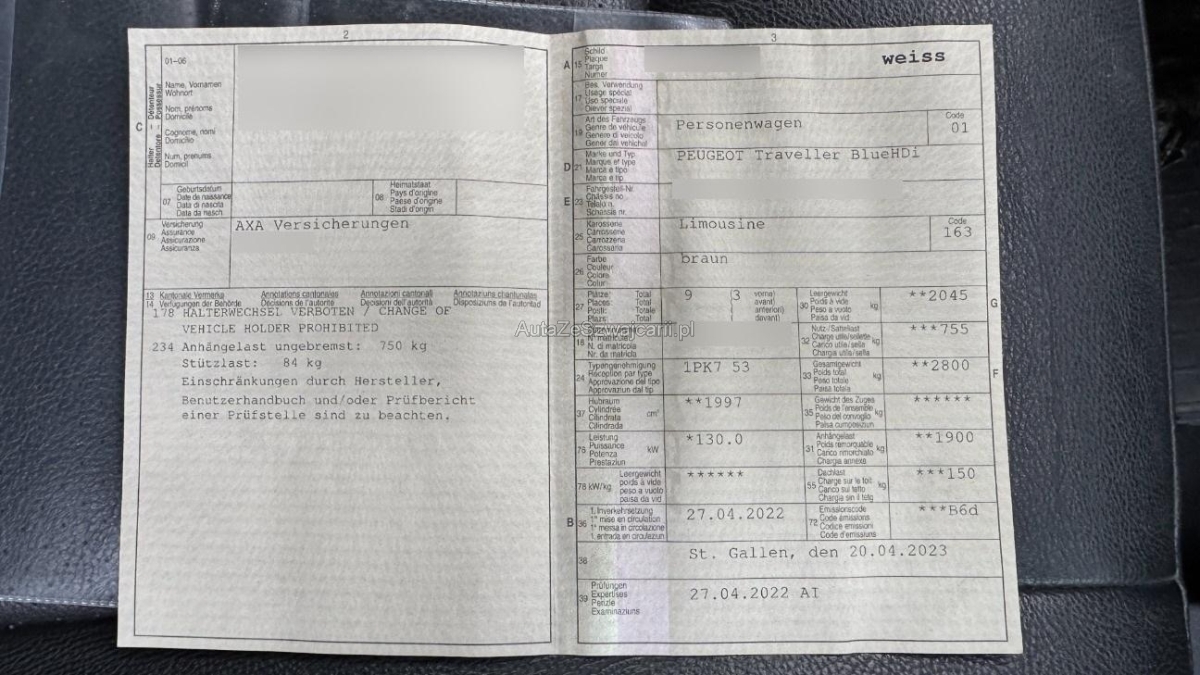 2
01-06
Halter - Détenteur
Detentore - Possessur
C
Name, Vornamen
Wohnort
Nom, prénoms
Domicile
Cognome, nomi
Domicilio
Num, prenums
Domicil
07
Geburtsdatum
Date de naissance
Data di nascita
Data da nasch.
08
Heimatstaat
Pays d'origine
Paese d'origine
Stadi d'origin
09
Versicherung
Assurance
Assicurazione
Assicuranza
AXA Versicherungen
13 Kantonale Vermerke Annotations cantonales Annotazioni cantonali Annotaziuns chantunalas
14 Verfügungen der Behörde Décisions de l'autorité Decisioni dell'autorità Disposiziuns da l'autoritad
178 HALTERWECHSEL VERBOTEN / CHANGE OF
VEHICLE HOLDER PROHIBITED
234 Anhängelast ungebremst: 750 kg
Stützlast: 84 kg
Einschränkungen durch Hersteller,
Benutzerhandbuch und/oder Prüfbericht
einer Prüfstelle sind zu beachten.
3
A 15
Schild
Plaque
Targa
Numer
weiss
17
Bes. Verwendung
Usage spécial
Uso speciale
Diever spezial
19
Art des Fahrzeugs
Genre de véhicule
Genere di veicolo
Gener dal vehichel
Personenwagen
Code
01
D 21
Marke und Typ
Marque et type
Marca e tipo
Marca e tip
PEUGEOT Traveller BlueHDi
E 23
Fahrgestell-Nr.
Châssis no
Telaio n.
Schassis nr.
25
Karosserie
Carrosserie
Carrozzeria
Carrossaria
Limousine
Code
163
26
Farbe
Couleur
Colore
Colur
braun
27
Plätze: Total
Places: Total
Posti: Totale
Plazs: Total
9 (3 vorne)
( avant)
( anteriori)
( davant)
30
Leergewicht
Poids à vide
Peso a vuoto
Paisa da vid
kg
**2045
G
18
N° matricule
N. di matricola
Nr. da matricla
32
Nutz-/Sattellast
Charge utile/sellette
Carico utile/sella
Chargia utila/sella
kg
***755
24
Typengenehmigung
Réception par type
Approvazione del tipo
Approvaziun dal tip
1PK7 53
33
Gesamtgewicht
Poids total
Peso totale
Paisa totala
kg
**2800
F
37
Hubraum
Cylindrée
Cilindrata
Cilindrada
cm³
**1997
35
Gewicht des Zuges
Poids de l'ensemble
Peso del convoglio
Paisa cumposiziun
kg
******
76
Leistung
Puissance
Potenza
Prestaziun
kW
*130.0
31
Anhängelast
Poids remorquable
Carico rimorchiato
Chargia annexe
kg
**1900
78 kW/kg
Leergewicht
poids à vide
peso a vuoto
paisa da vid
******
55
Dachlast
Charge sur le toit
Carico sul tetto
Chargia sin il tetg
kg
***150
B 36
1. Inverkehrsetzung
1re mise en circulation
1a messa in circolazione
1. entrada en circulaziun
27.04.2022
72
Emissionscode
Code émissions
Codice emissioni
Code d'emissiuns
***B6d
38
St. Gallen, den 20.04.2023
39
Prüfungen
Expertises
Perizie
Examinaziuns
27.04.2022 AI
AutaZeSzwajcarii.pl